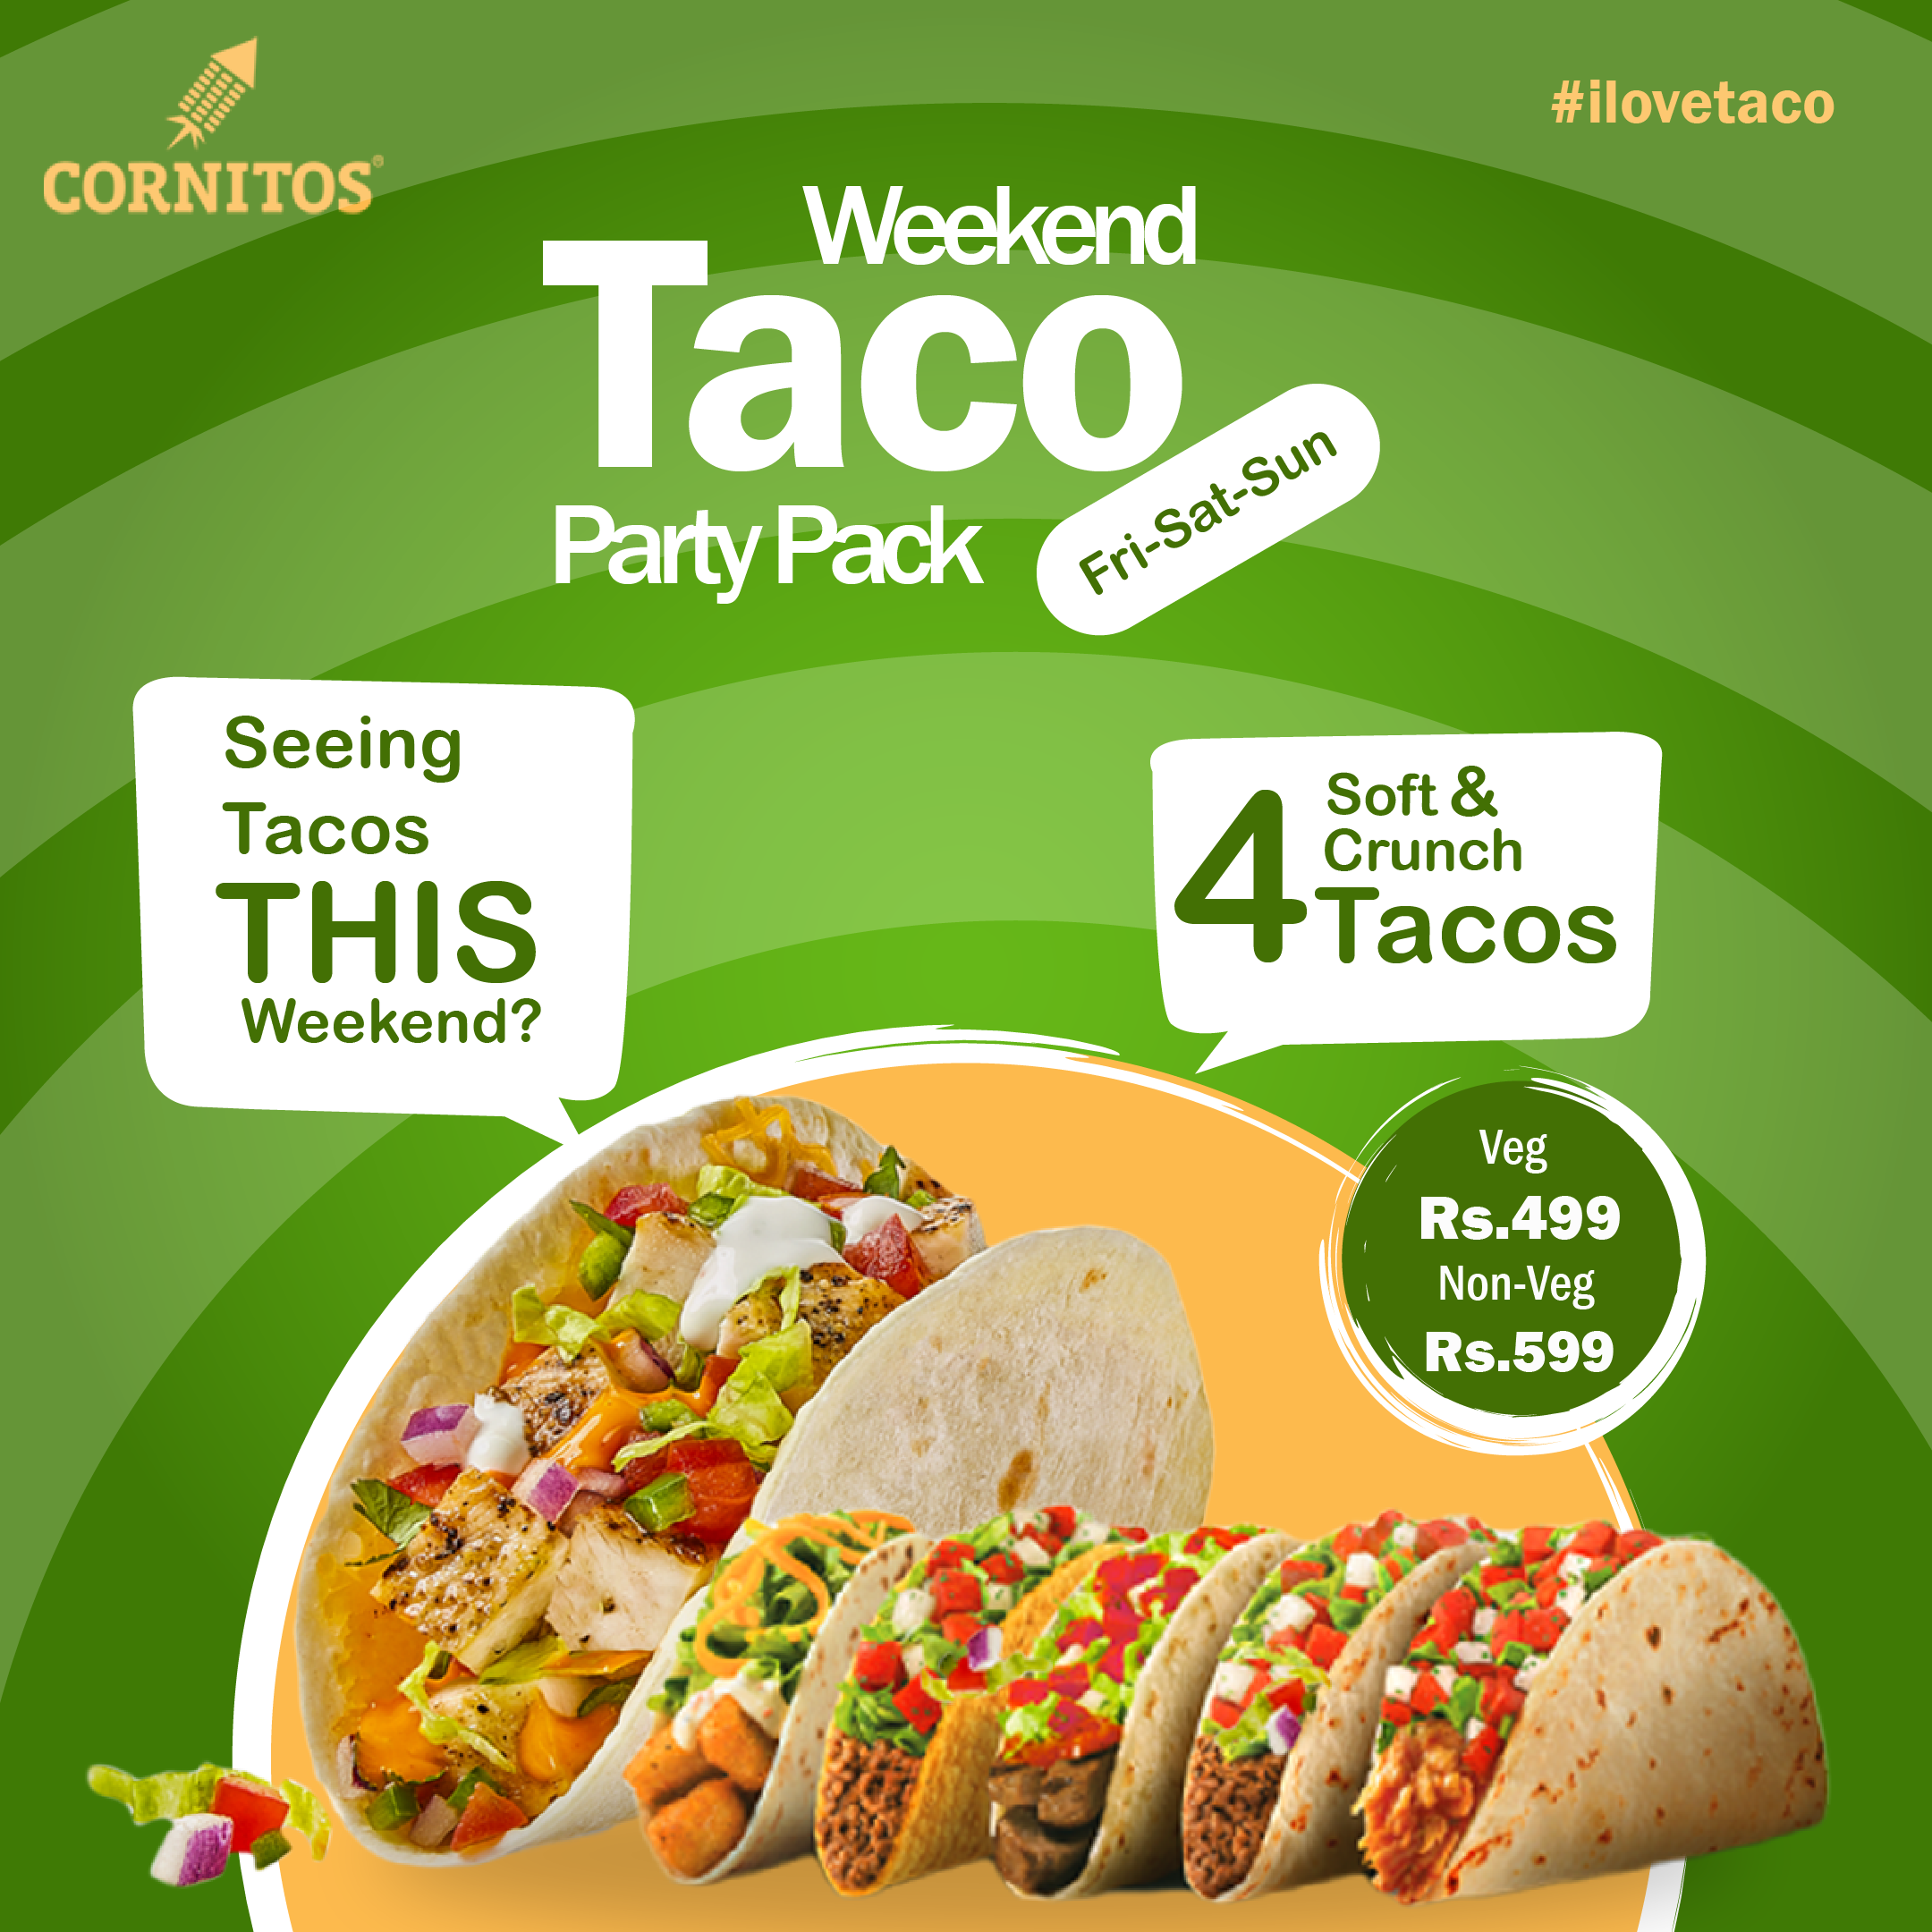 CORNITOS®
#ilovetaco
Weekend
Taco
Party Pack
Fri-Sat-Sun
Seeing
Tacos
THIS
Weekend?
4 Soft &
Crunch
Tacos
Veg
Rs.499
Non-Veg
Rs.599